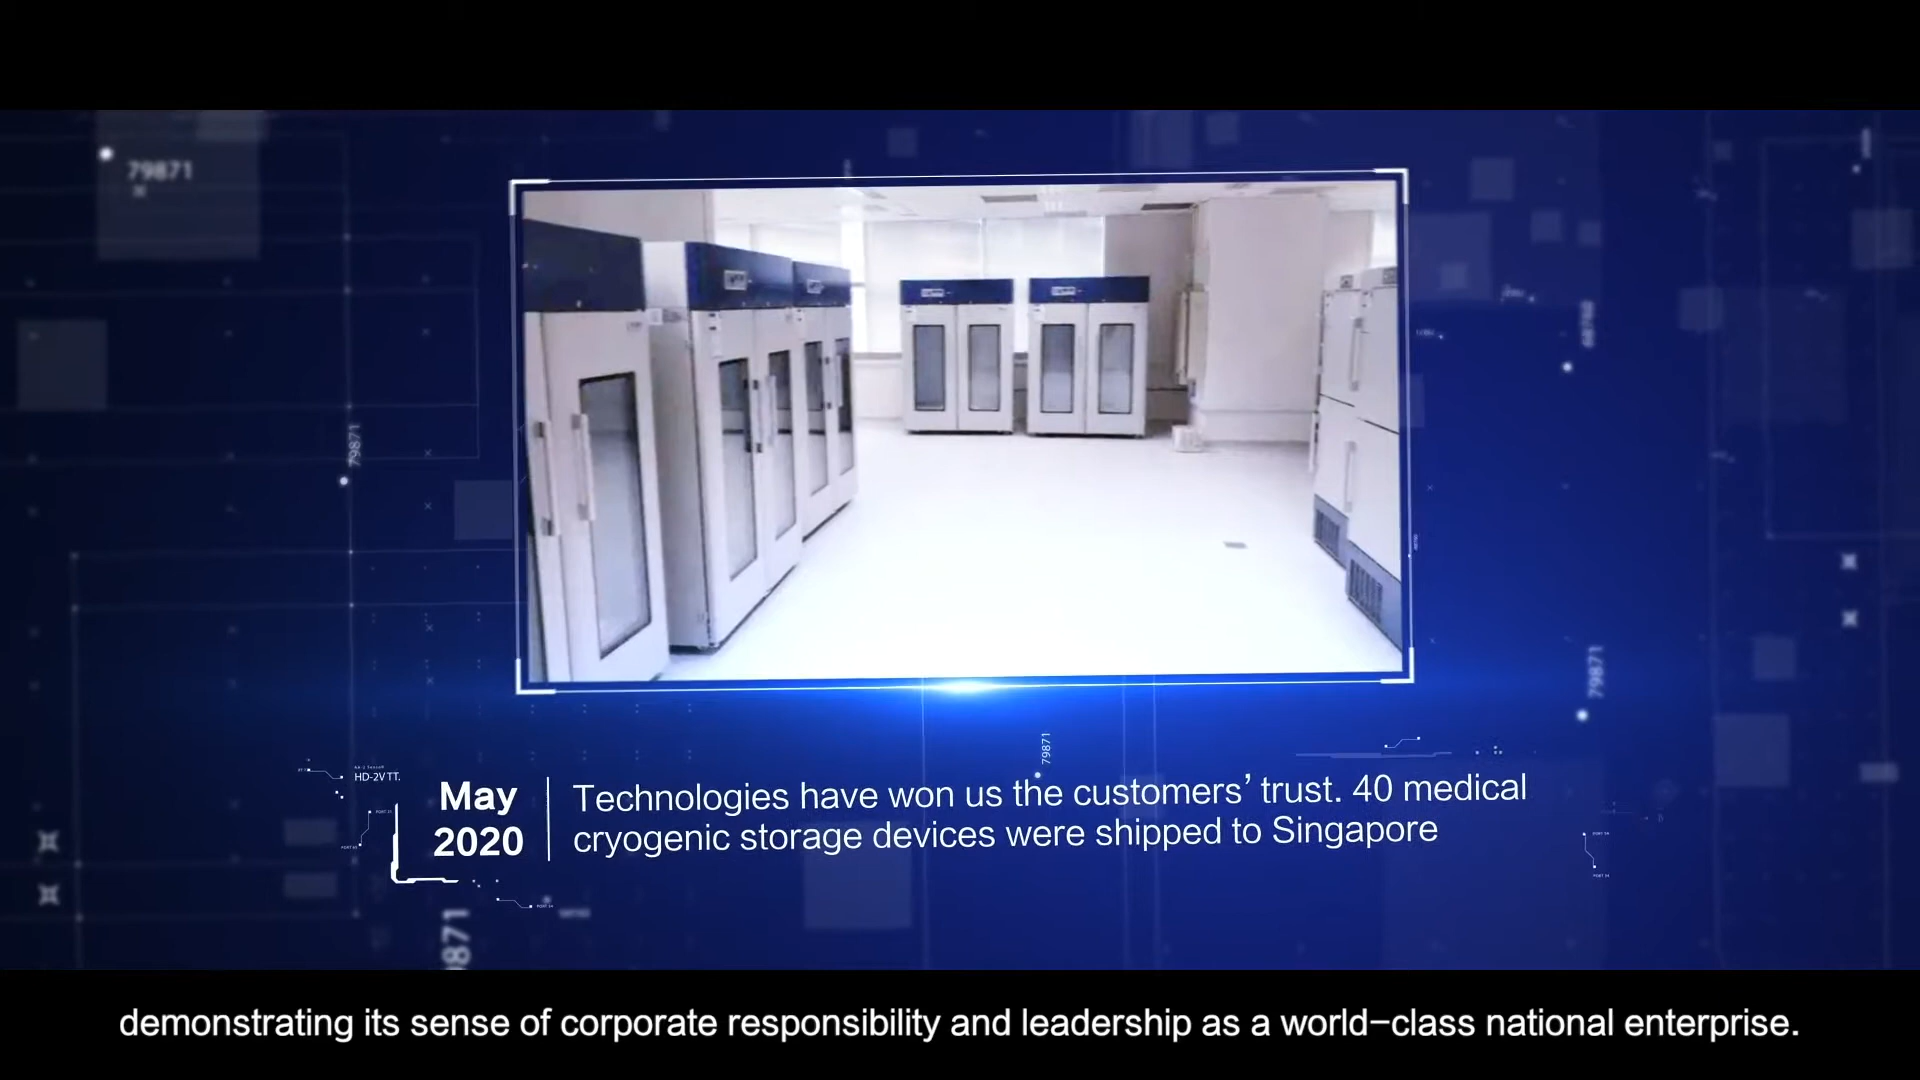 79871
68760
79871
79871
79871
HD-2V TT.
May
2020
Technologies have won us the customers' trust. 40 medical
cryogenic storage devices were shipped to Singapore
demonstrating its sense of corporate responsibility and leadership as a world-class national enterprise.